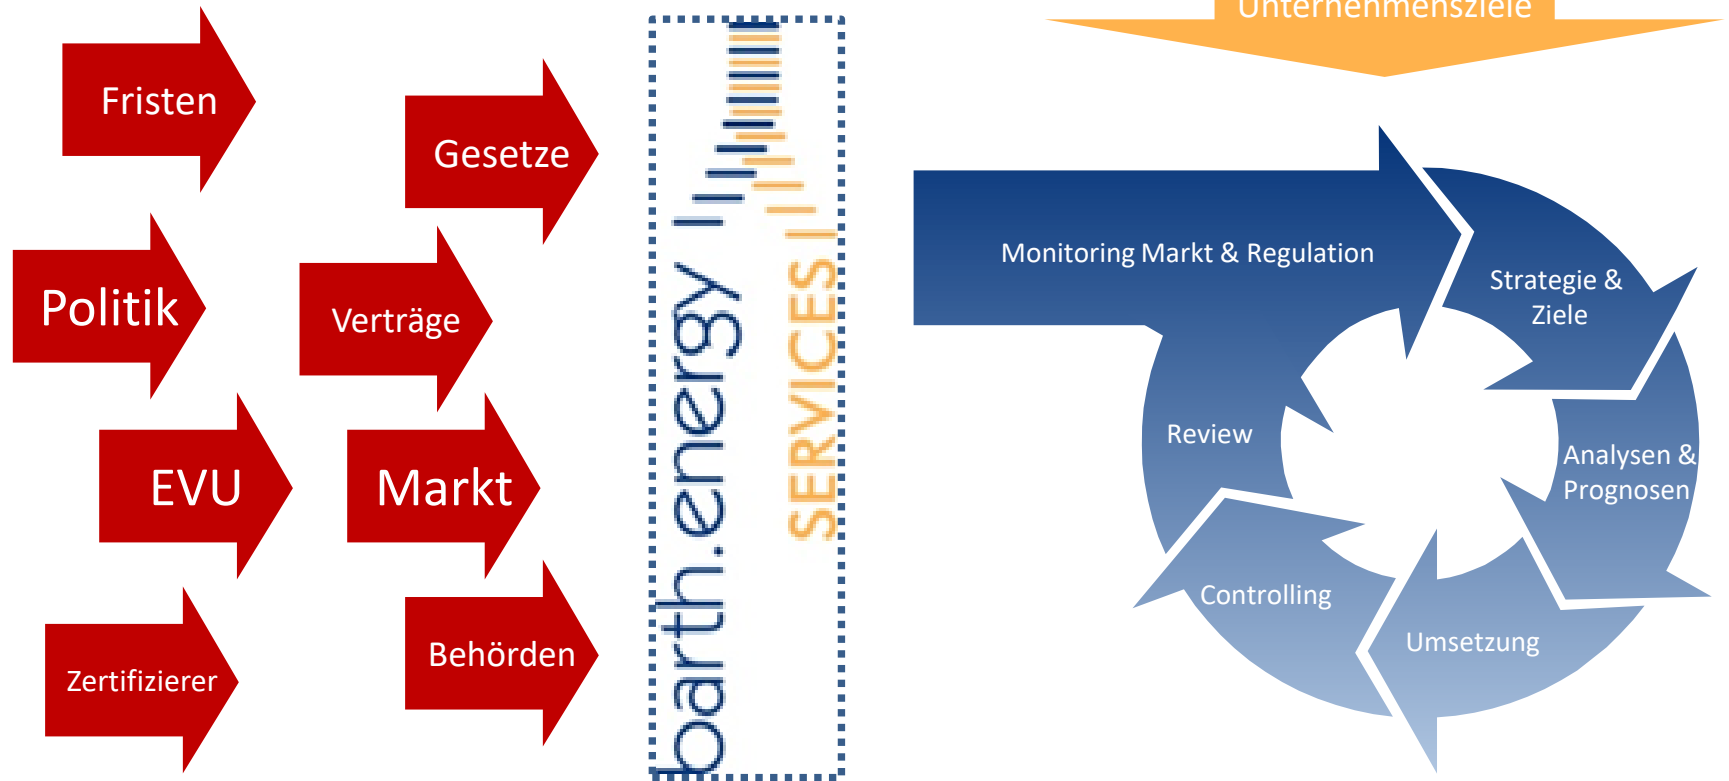 Unternehmensziele
Fristen
Gesetze
Politik
Verträge
EVU
Markt
Zertifizierer
Behörden
barth.energy
SERVICES
Monitoring Markt & Regulation
Strategie &
Ziele
Analysen &
Prognosen
Umsetzung
Controlling
Review